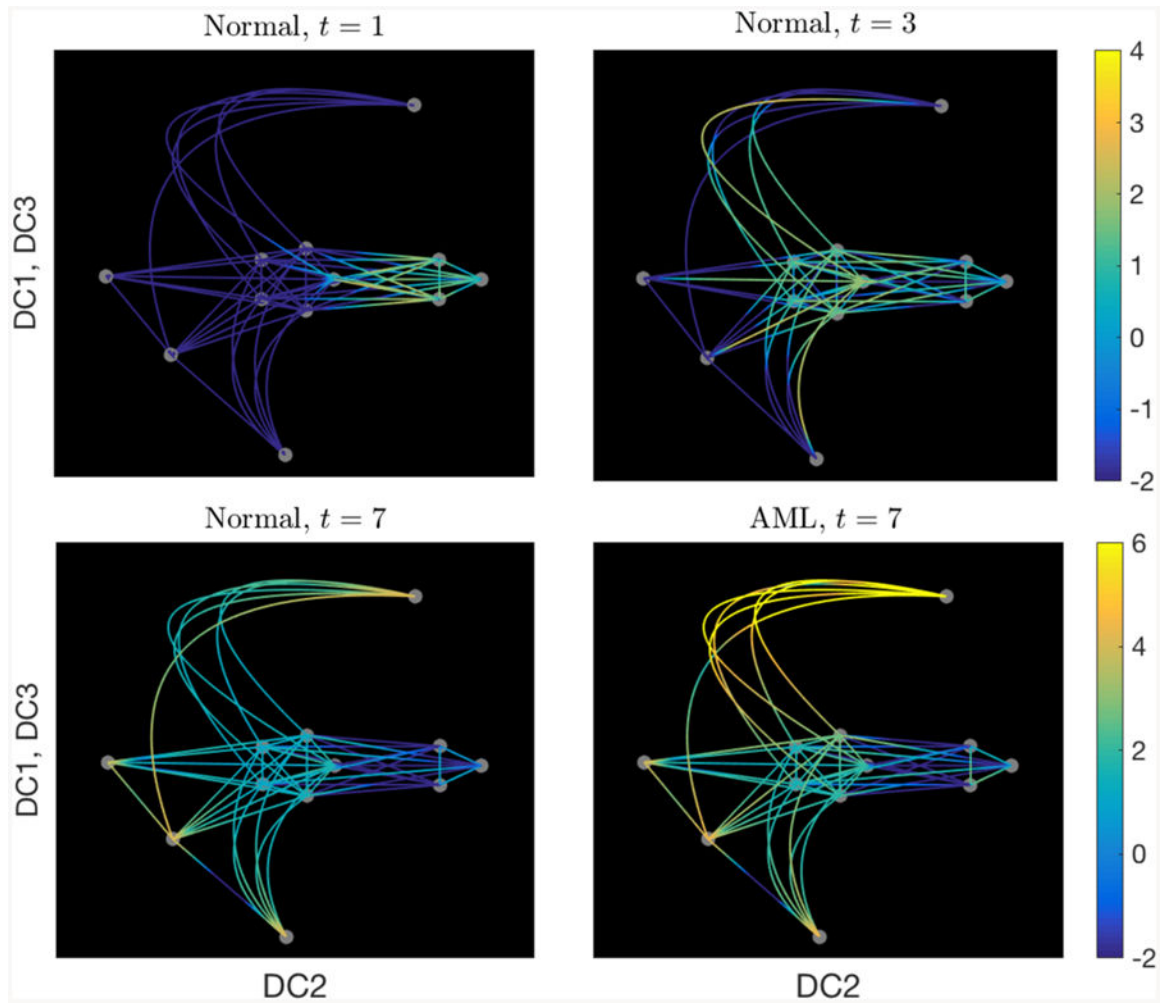 Normal, t = 1
Normal, t = 3
DC1, DC3
4
3
2
1
0
-1
-2
Normal, t = 7
AML, t = 7
DC1, DC3
6
4
2
0
-2
DC2
DC2